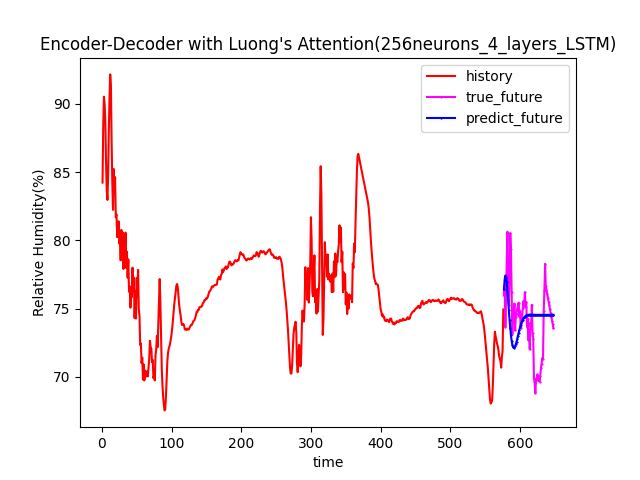 Encoder-Decoder with Luong's Attention(256neurons_4_layers_LSTM)
history
true_future
predict_future
Relative Humidity(%)
90
85
80
75
70
0 100 200 300 400 500 600
time